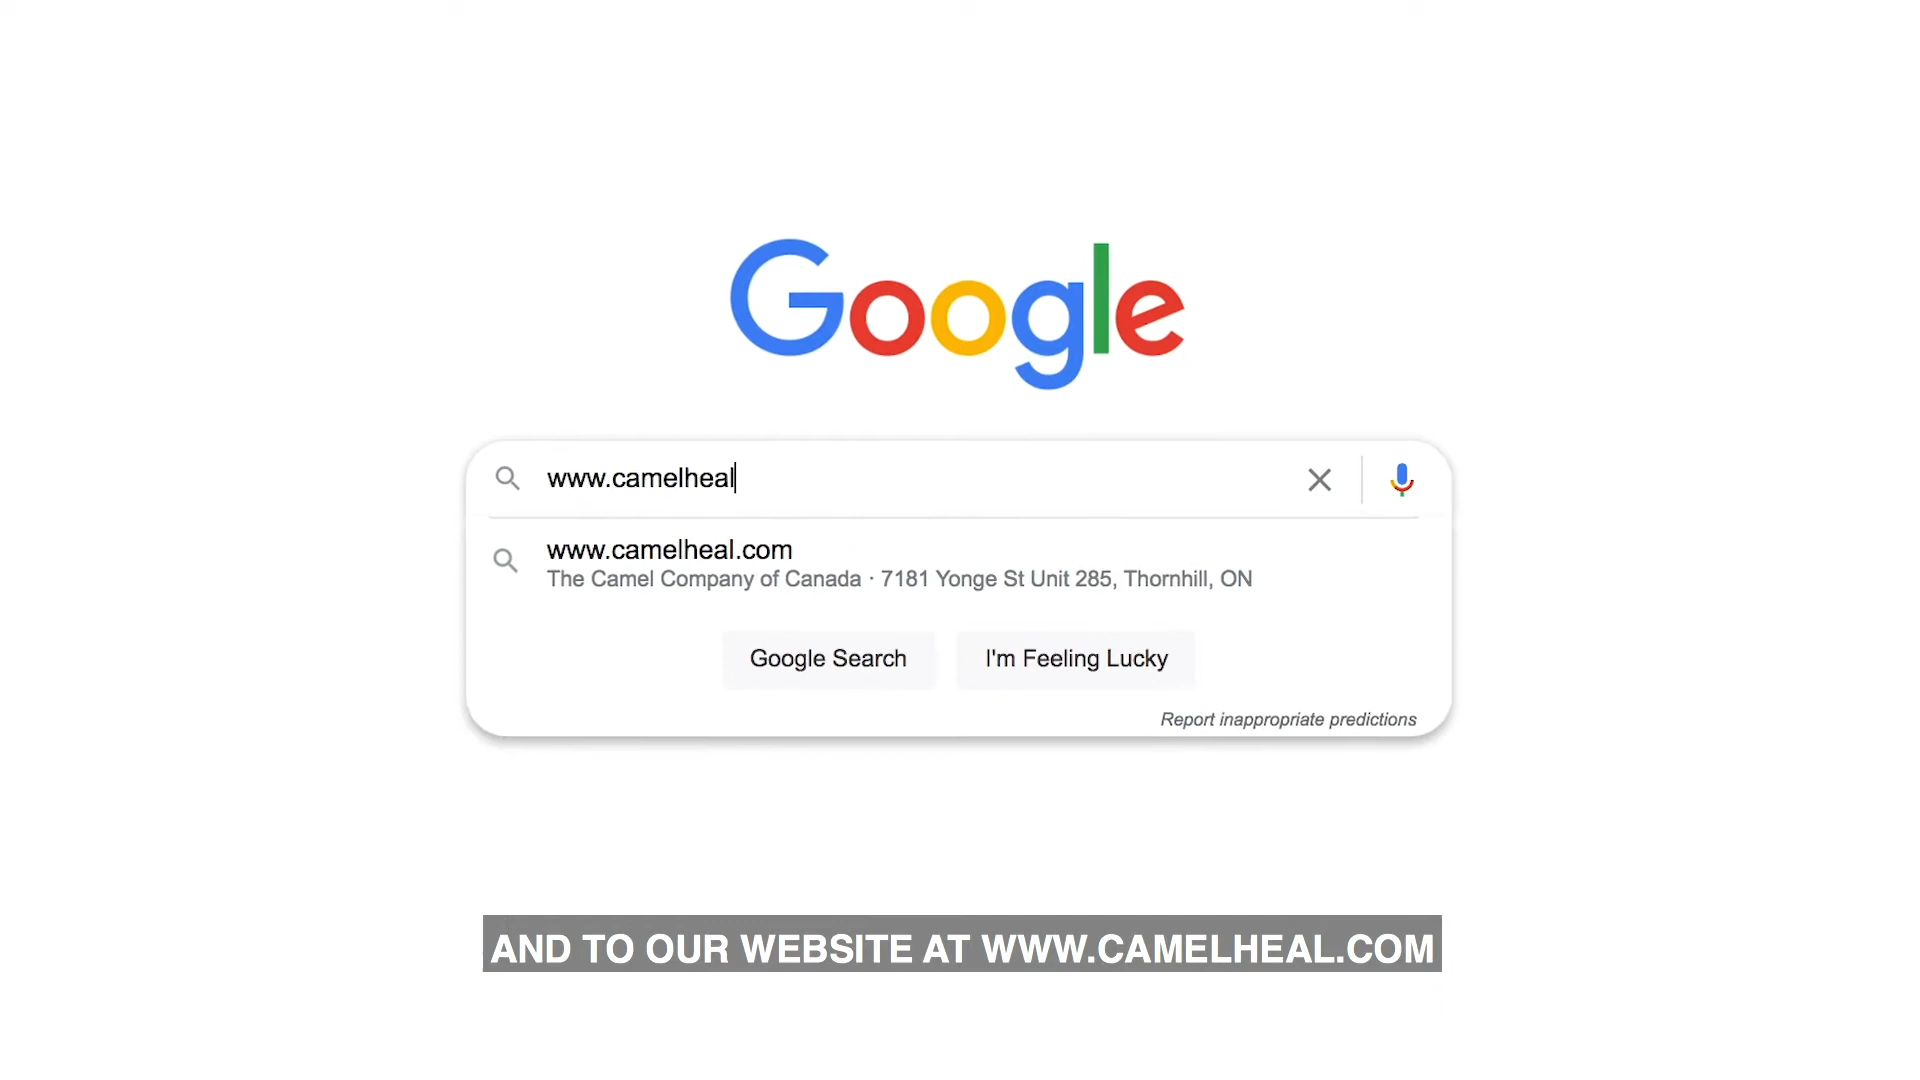 Google
www.camelheal
www.camelheal.com
The Camel Company of Canada · 7181 Yonge St Unit 285, Thornhill, ON
Google Search
I'm Feeling Lucky
Report inappropriate predictions
AND TO OUR WEBSITE AT WWW.CAMELHEAL.COM